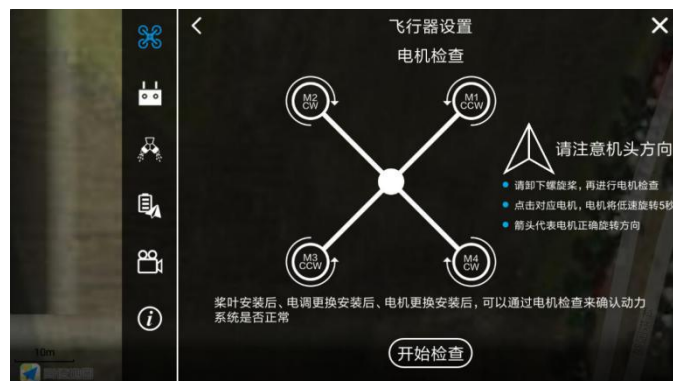 飞行器设置
电机检查
M2
CW
M1
CCW
请注意机头方向
请卸下螺旋桨，再进行电机检查
点击对应电机，电机将低速旋转5秒
箭头代表电机正确旋转方向
M3
CCW
M4
CW
桨叶安装后、电调更换安装后、电机更换安装后，可以通过电机检查来确认动力
系统是否正常
开始检查
10m